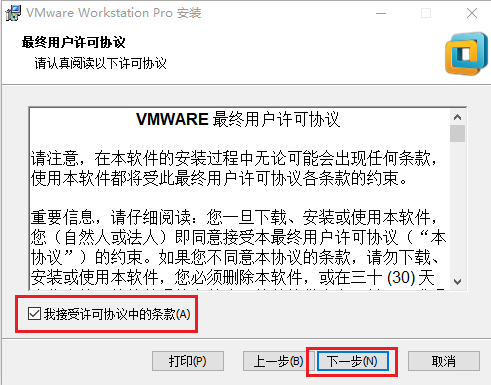 VMware Workstation Pro 安装
最终用户许可协议
请认真阅读以下许可协议
VMWARE 最终用户许可协议
请注意，在本软件的安装过程中无论可能会出现任何条款，
使用本软件都将受此最终用户许可协议各条款的约束。
重要信息，请仔细阅读：您一旦下载、安装或使用本软件，
您（自然人或法人）即同意接受本最终用户许可协议（“本
协议”）的约束。如果您不同意本协议的条款，请勿下载、
安装或使用本软件，您必须删除本软件，或在三十 (30) 天
我接受许可协议中的条款(A)
打印(P)
上一步(B)
下一步(N)
取消